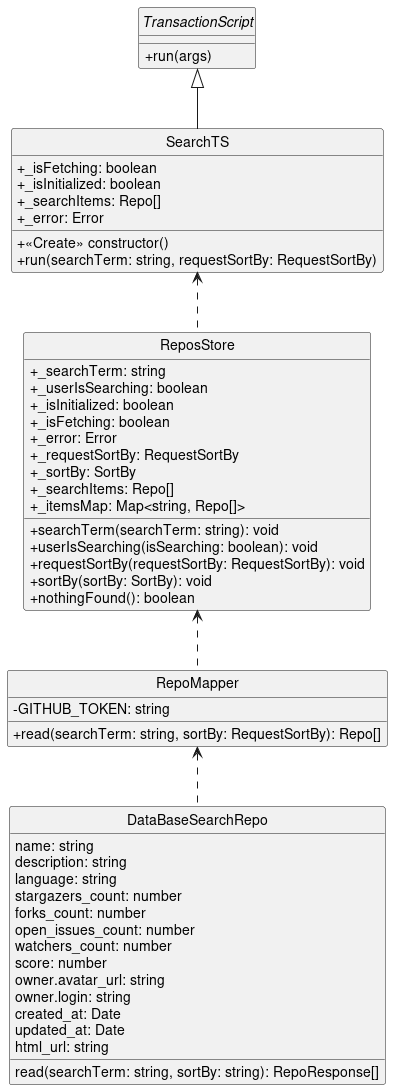 TransactionScript
+run(args)
SearchTS
+_isFetching: boolean
+_isInitialized: boolean
+_searchItems: Repo[]
+_error: Error
+«Create» constructor()
+run(searchTerm: string, requestSortBy: RequestSortBy)
ReposStore
+_searchTerm: string
+_userIsSearching: boolean
+_isInitialized: boolean
+_isFetching: boolean
+_error: Error
+_requestSortBy: RequestSortBy
+_sortBy: SortBy
+_searchItems: Repo[]
+_itemsMap: Map<string, Repo[]>
+searchTerm(searchTerm: string): void
+userIsSearching(isSearching: boolean): void
+requestSortBy(requestSortBy: RequestSortBy): void
+sortBy(sortBy: SortBy): void
+nothingFound(): boolean
RepoMapper
-GITHUB_TOKEN: string
+read(searchTerm: string, sortBy: RequestSortBy): Repo[]
DataBaseSearchRepo
name: string
description: string
language: string
stargazers_count: number
forks_count: number
open_issues_count: number
watchers_count: number
score: number
owner.avatar_url: string
owner.login: string
created_at: Date
updated_at: Date
html_url: string
read(searchTerm: string, sortBy: string): RepoResponse[]